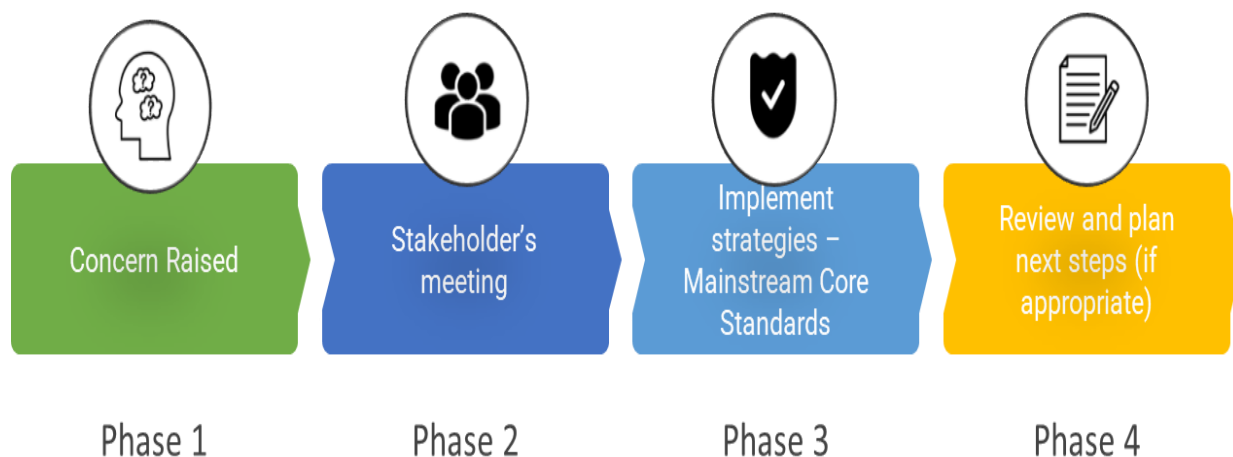 Concern Raised
Stakeholder’s
meeting
Implement
strategies –
Mainstream Core
Standards
Review and plan
next steps (if
appropriate)
Phase 1
Phase 2
Phase 3
Phase 4